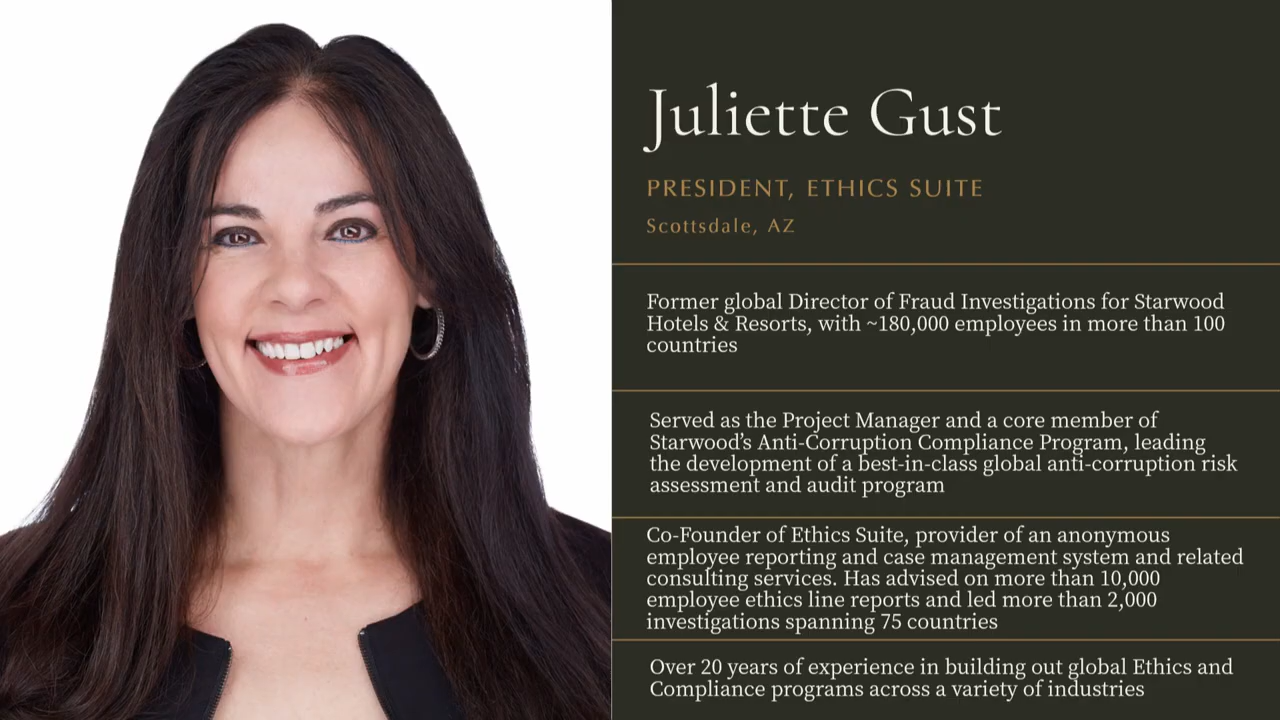 Juliette Gust
PRESIDENT, ETHICS SUITE
Scottsdale, AZ
Former global Director of Fraud Investigations for Starwood
Hotels & Resorts, with ~180,000 employees in more than 100
countries
Served as the Project Manager and a core member of
Starwood’s Anti-Corruption Compliance Program, leading
the development of a best-in-class global anti-corruption risk
assessment and audit program
Co-Founder of Ethics Suite, provider of an anonymous
employee reporting and case management system and related
consulting services. Has advised on more than 10,000
employee ethics line reports and led more than 2,000
investigations spanning 75 countries
Over 20 years of experience in building out global Ethics and
Compliance programs across a variety of industries